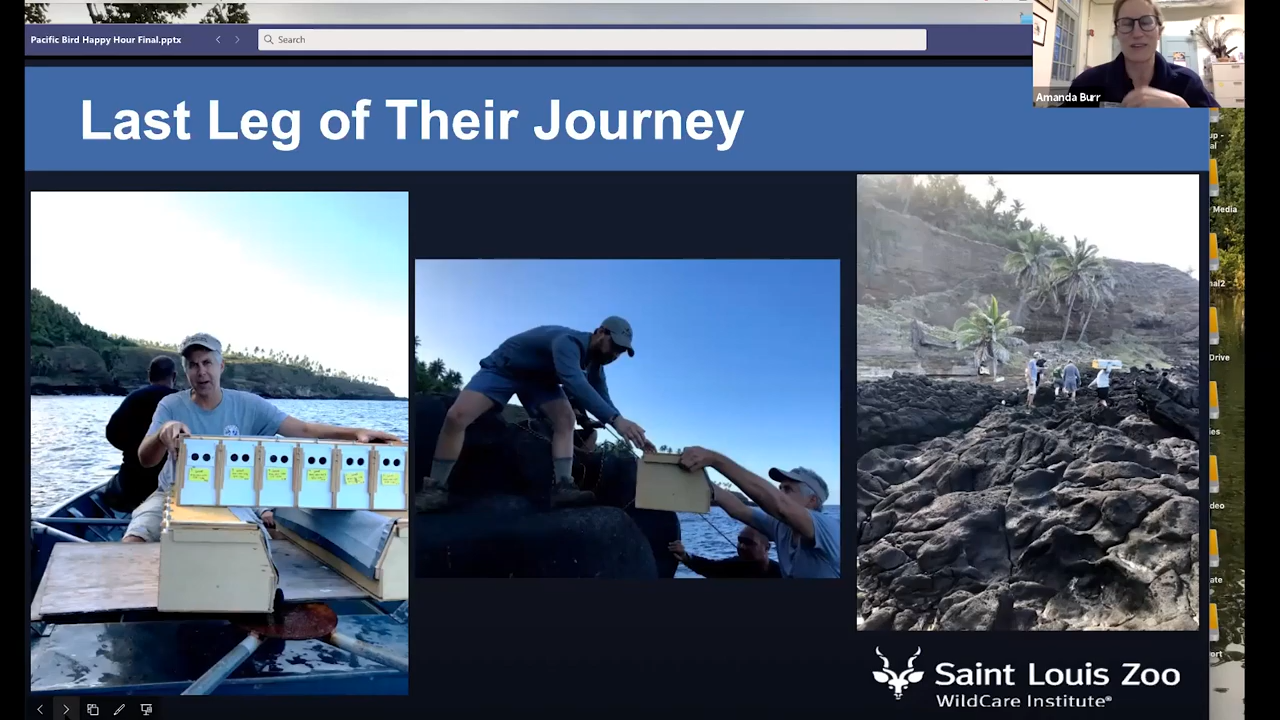 Pacific Bird Happy Hour Final.pptx
Search
Amanda Burr
Last Leg of Their Journey
Media
Drive
Saint Louis Zoo
WildCare Institute®